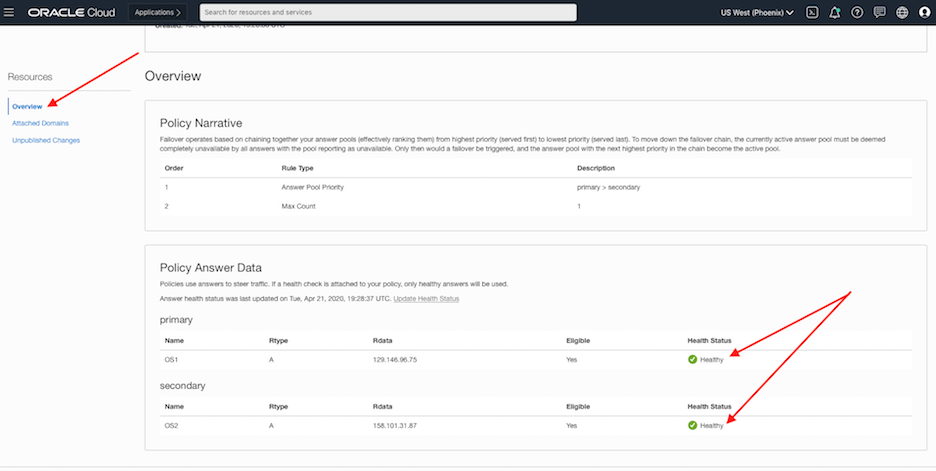 ORACLE Cloud Applications > Search for resources and services US West (Phoenix)
Created: Tue, Apr 21, 2020,
Resources
Overview
Attached Domains
Unpublished Changes
Overview
Policy Narrative
Failover operates based on chaining together your answer pools (effectively ranking them) from highest priority (served first) to lowest priority (served last). To move down the failover chain, the currently active answer pool must be deemed
completely unavailable by all answers with the pool reporting as unavailable. Only then would a failover be triggered, and the answer pool with the next highest priority in the chain become the active pool.
Order Rule Type Description
1 Answer Pool Priority primary > secondary
2 Max Count 1
Policy Answer Data
Policies use answers to steer traffic. If a health check is attached to your policy, only healthy answers will be used.
Answer health status was last updated on Tue, Apr 21, 2020, 19:28:37 UTC. Update Health Status
primary
Name Rtype Rdata Eligible Health Status
OS1 A 129.146.96.75 Yes Healthy
secondary
Name Rtype Rdata Eligible Health Status
OS2 A 158.101.31.87 Yes Healthy